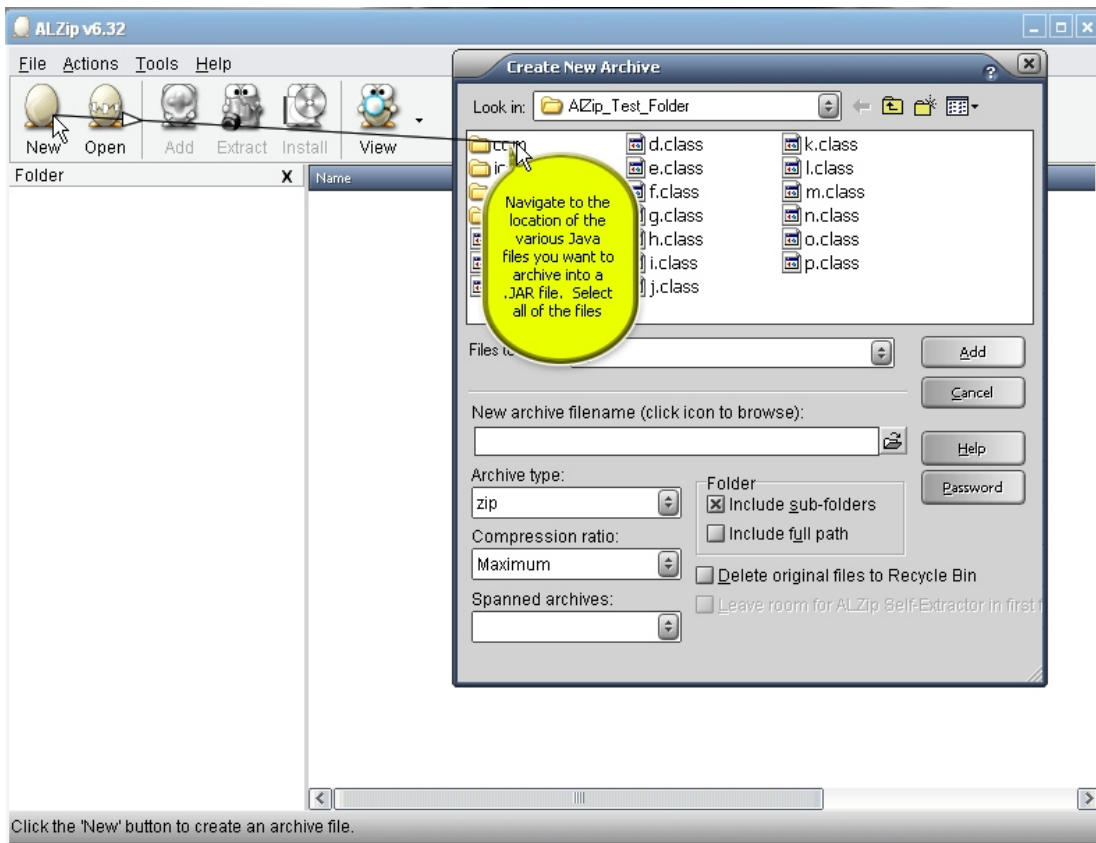 ALZip v6.32
File Actions Tools Help
New Open Add Extract Install View
Folder X Name
Create New Archive
Look in: AlZip_Test_Folder
d.class
e.class
f.class
g.class
h.class
i.class
j.class
k.class
l.class
m.class
n.class
o.class
p.class
Navigate to the
location of the
various Java
files you want to
archive into a
.JAR file. Select
all of the files
Files
Add
Cancel
New archive filename (click icon to browse):
Help
Password
Archive type:
zip
Folder
Include sub-folders
Include full path
Compression ratio:
Maximum
Delete original files to Recycle Bin
Spanned archives:
Leave room for ALZip Self-Extractor in first
Click the 'New' button to create an archive file.